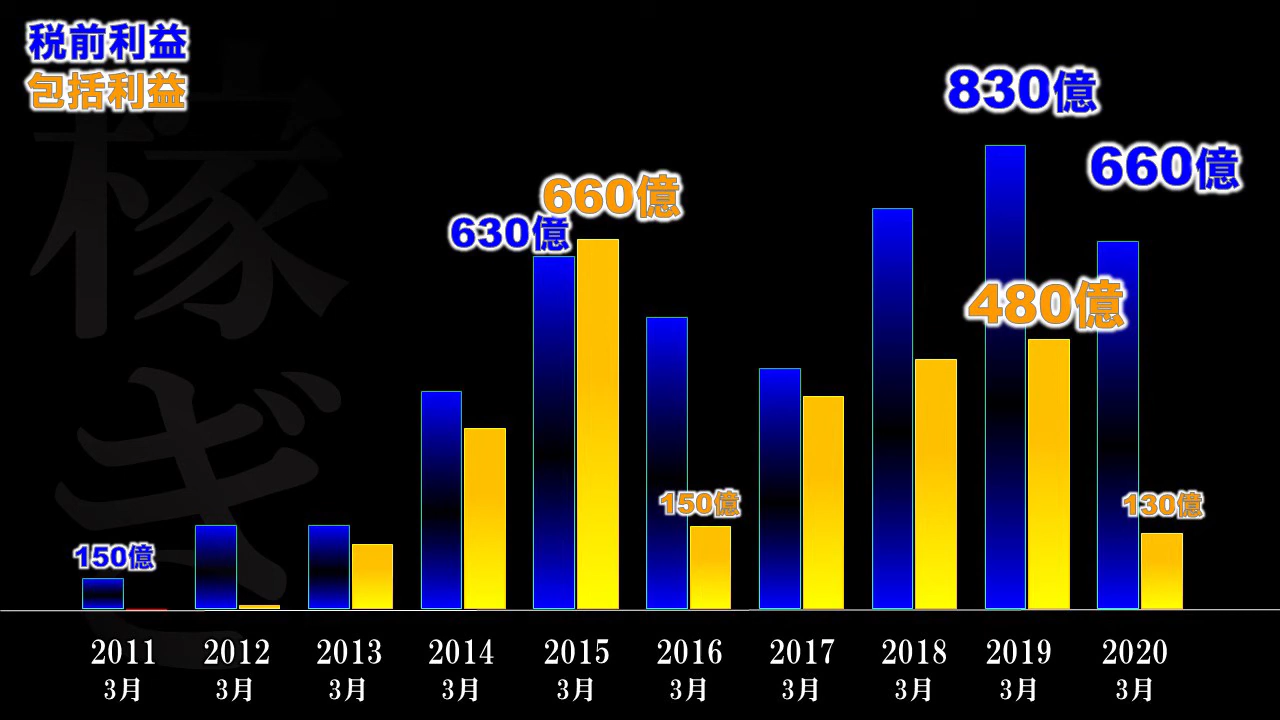 税前利益
包括利益
稼ぎ
150億
630億
660億
150億
830億
480億
660億
130億
2011 2012 2013 2014 2015 2016 2017 2018 2019 2020
3月 3月 3月 3月 3月 3月 3月 3月 3月 3月